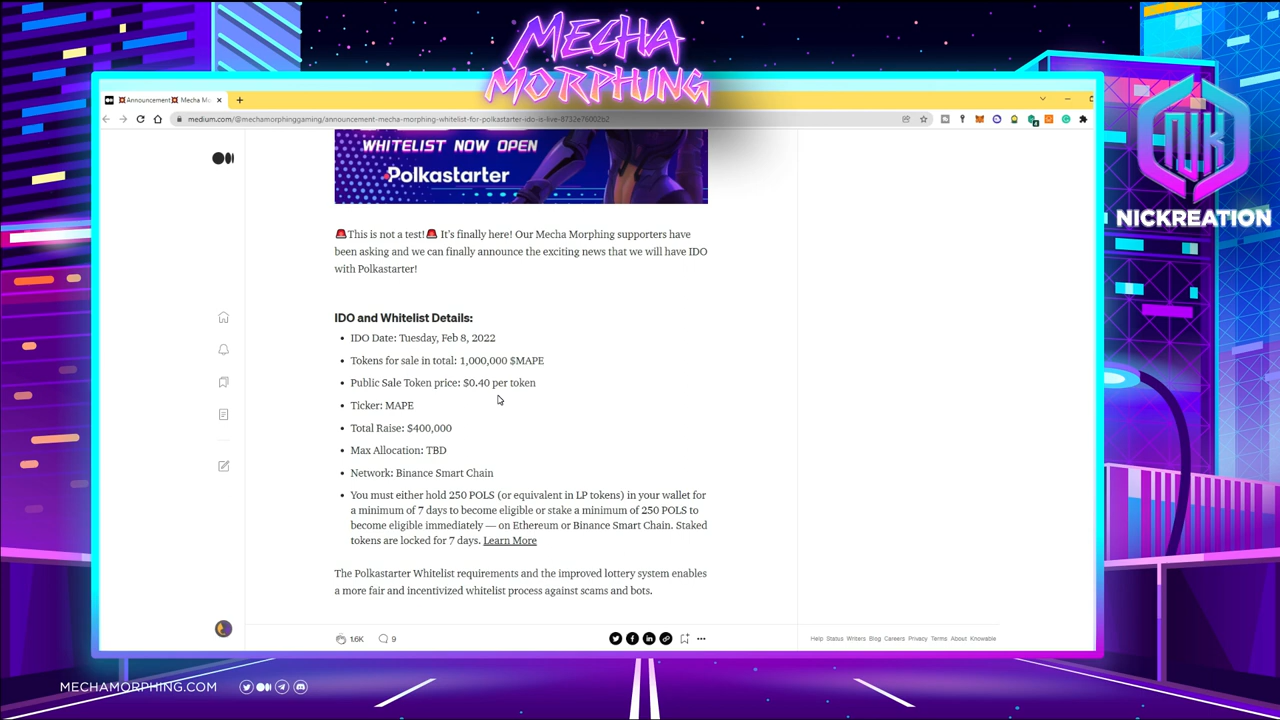 MECHA
MORPHING
💥Announcement💥 Mecha Mo
medium.com/@mechamorphinggaming/announcement-mecha-morphing-whitelist-for-polkastarter-ido-is-live-8732e76002b2
NICKREATION
WHITELIST NOW OPEN
Polkastarter
🚨This is not a test!🚨 It's finally here! Our Mecha Morphing supporters have
been asking and we can finally announce the exciting news that we will have IDO
with Polkastarter!
IDO and Whitelist Details:
• IDO Date: Tuesday, Feb 8, 2022
• Tokens for sale in total: 1,000,000 $MAPE
• Public Sale Token price: $0.40 per token
• Ticker: MAPE
• Total Raise: $400,000
• Max Allocation: TBD
• Network: Binance Smart Chain
• You must either hold 250 POLS (or equivalent in LP tokens) in your wallet for
a minimum of 7 days to become eligible or stake a minimum of 250 POLS to
become eligible immediately — on Ethereum or Binance Smart Chain. Staked
tokens are locked for 7 days. Learn More
The Polkastarter Whitelist requirements and the improved lottery system enables
a more fair and incentivized whitelist process against scams and bots.
1.6K 9
Help Status Writers Blog Careers Privacy Terms About Knowable
MECHAMORPHING.COM